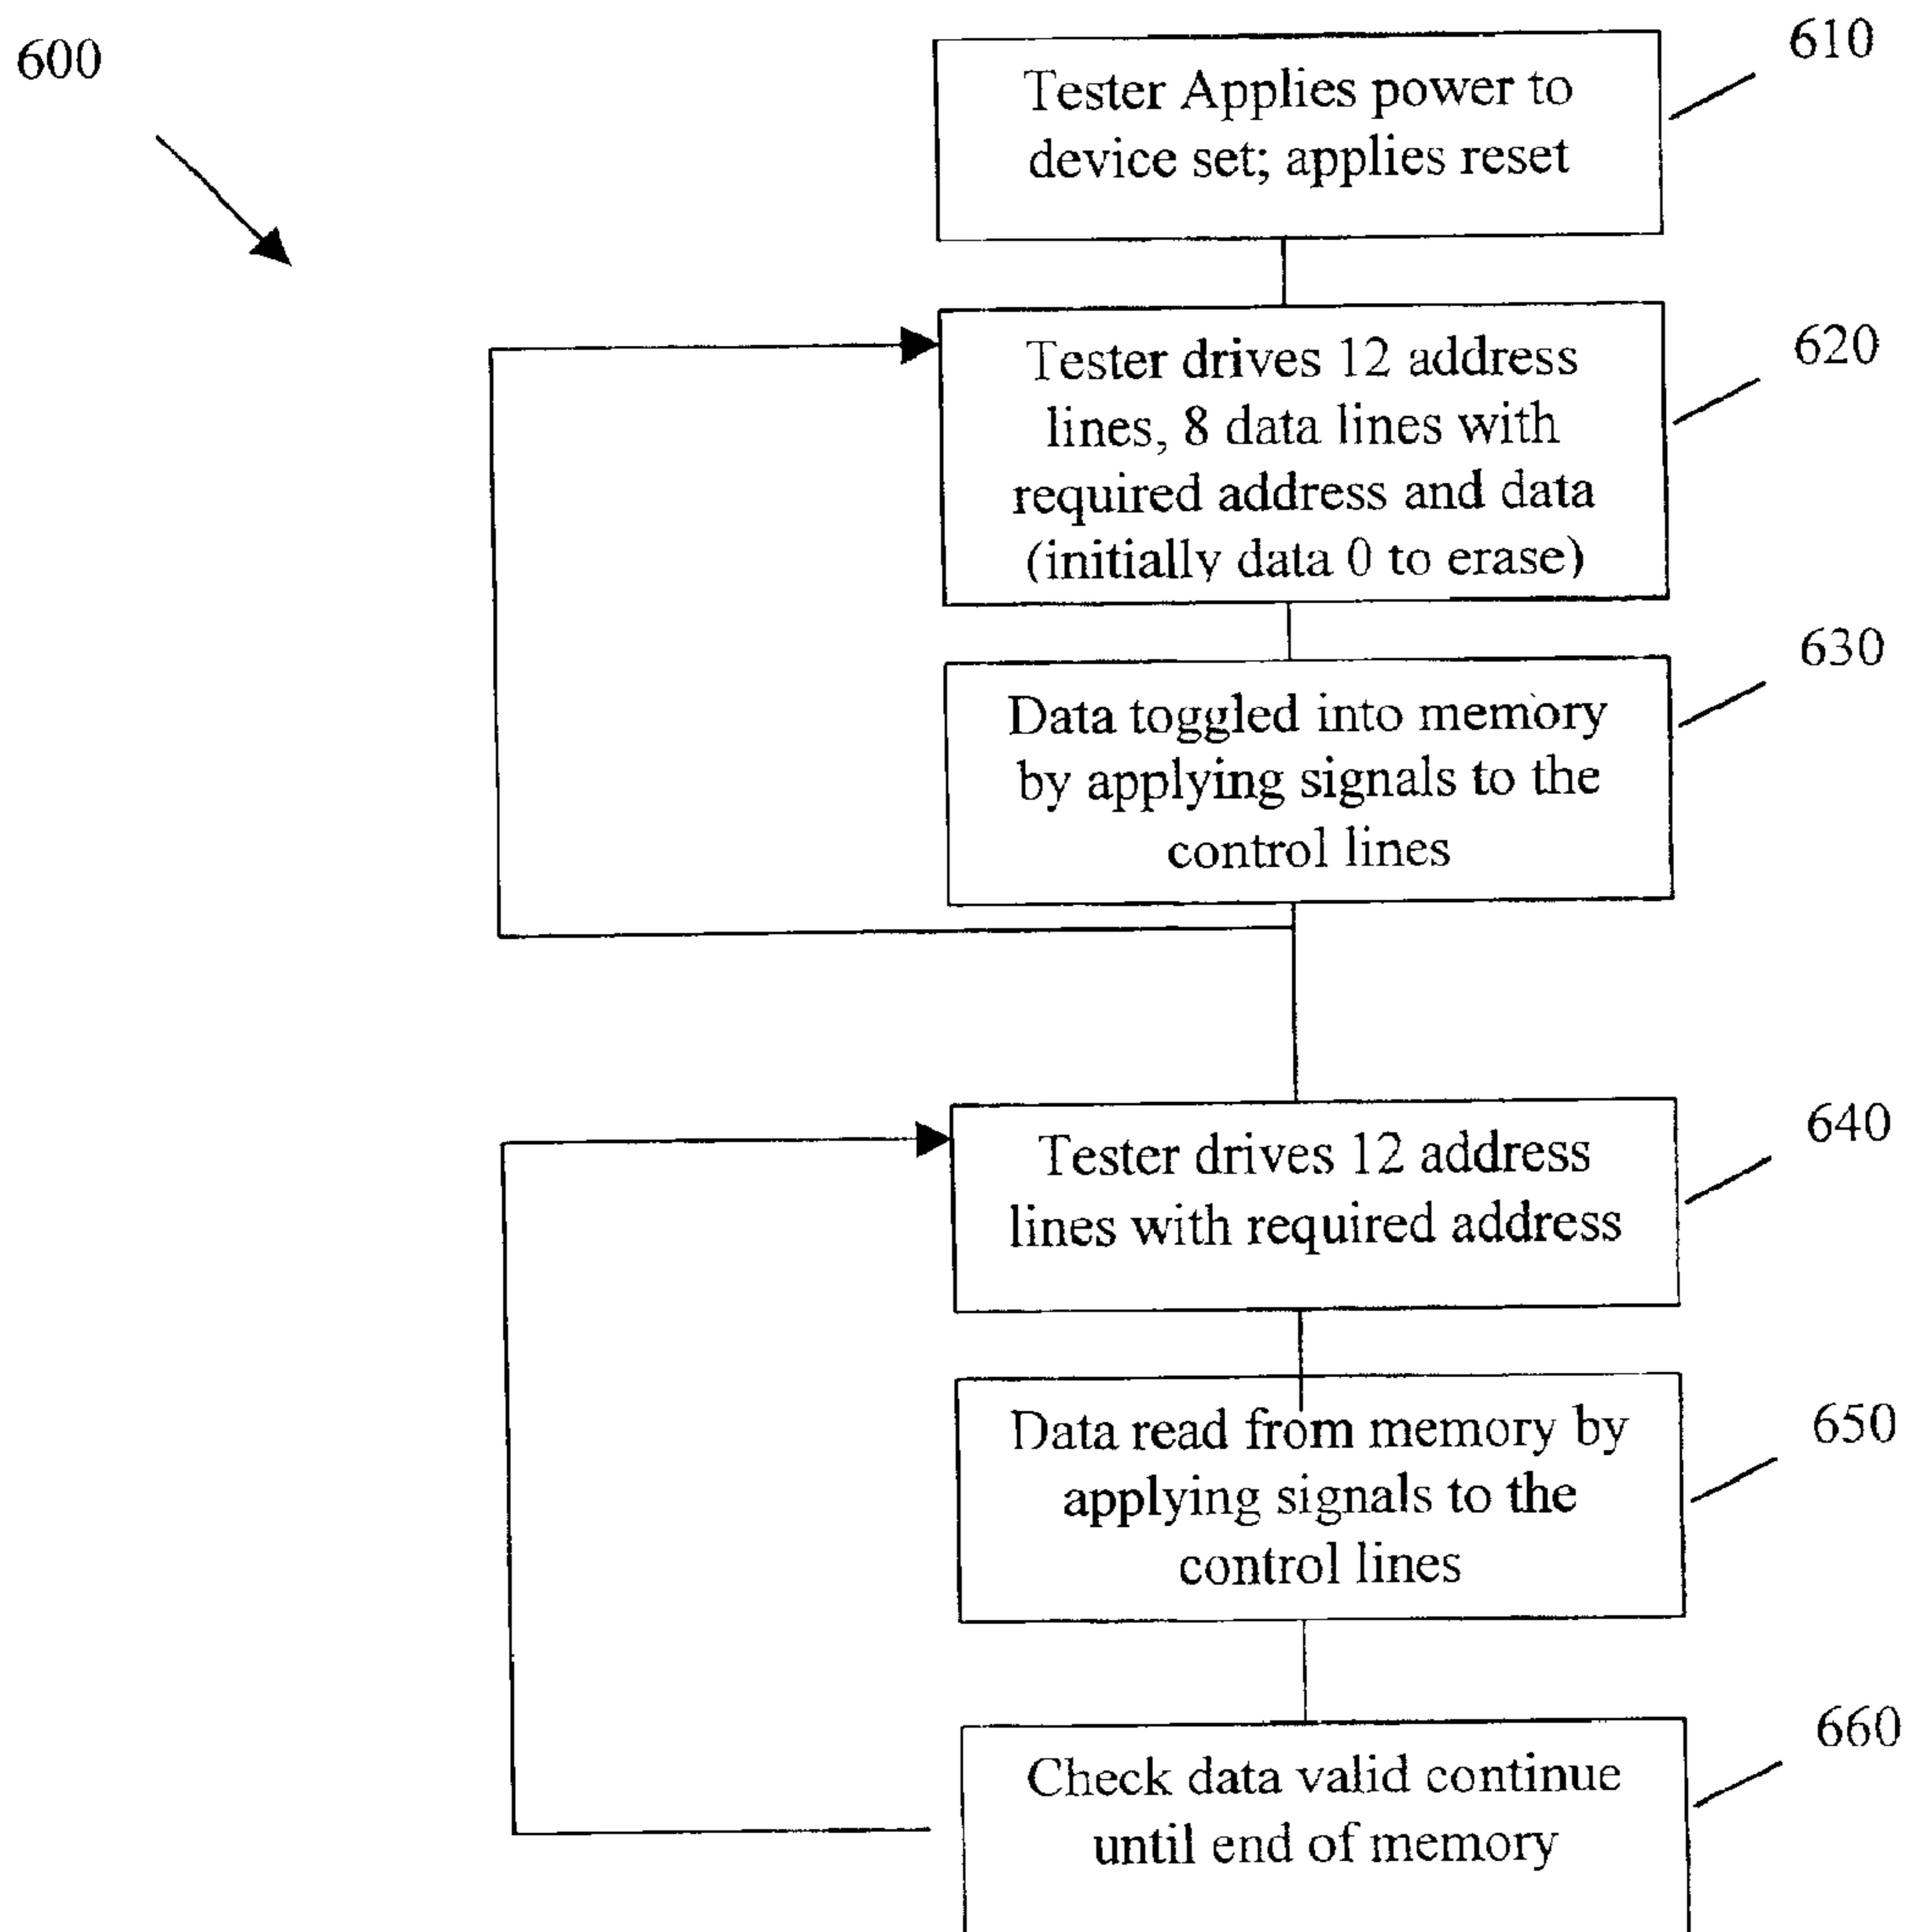 600
610
Tester Applies power to
device set; applies reset
620
Tester drives 12 address
lines, 8 data lines with
required address and data
(initially data 0 to erase)
630
Data toggled into memory
by applying signals to the
control lines
640
Tester drives 12 address
lines with required address
650
Data read from memory by
applying signals to the
control lines
660
Check data valid continue
until end of memory